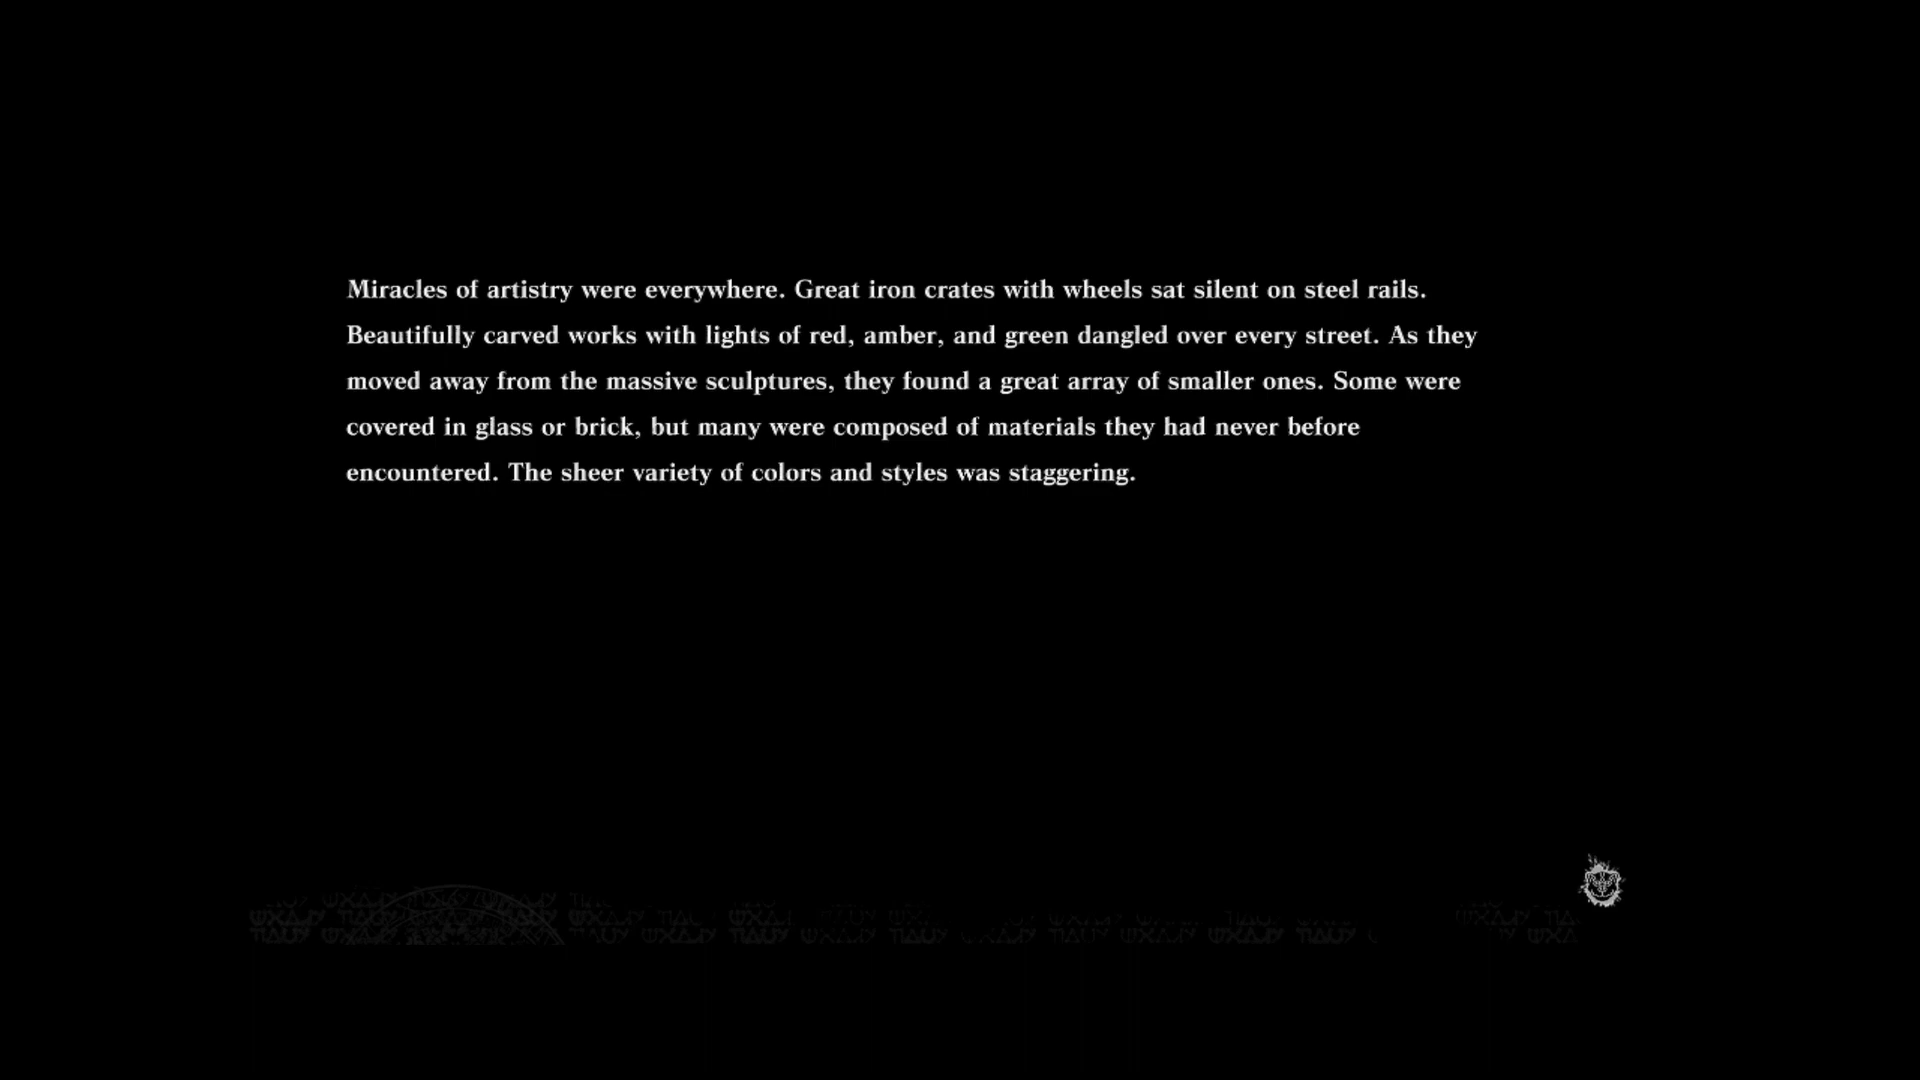 Miracles of artistry were everywhere. Great iron crates with wheels sat silent on steel rails.
Beautifully carved works with lights of red, amber, and green dangled over every street. As they
moved away from the massive sculptures, they found a great array of smaller ones. Some were
covered in glass or brick, but many were composed of materials they had never before
encountered. The sheer variety of colors and styles was staggering.